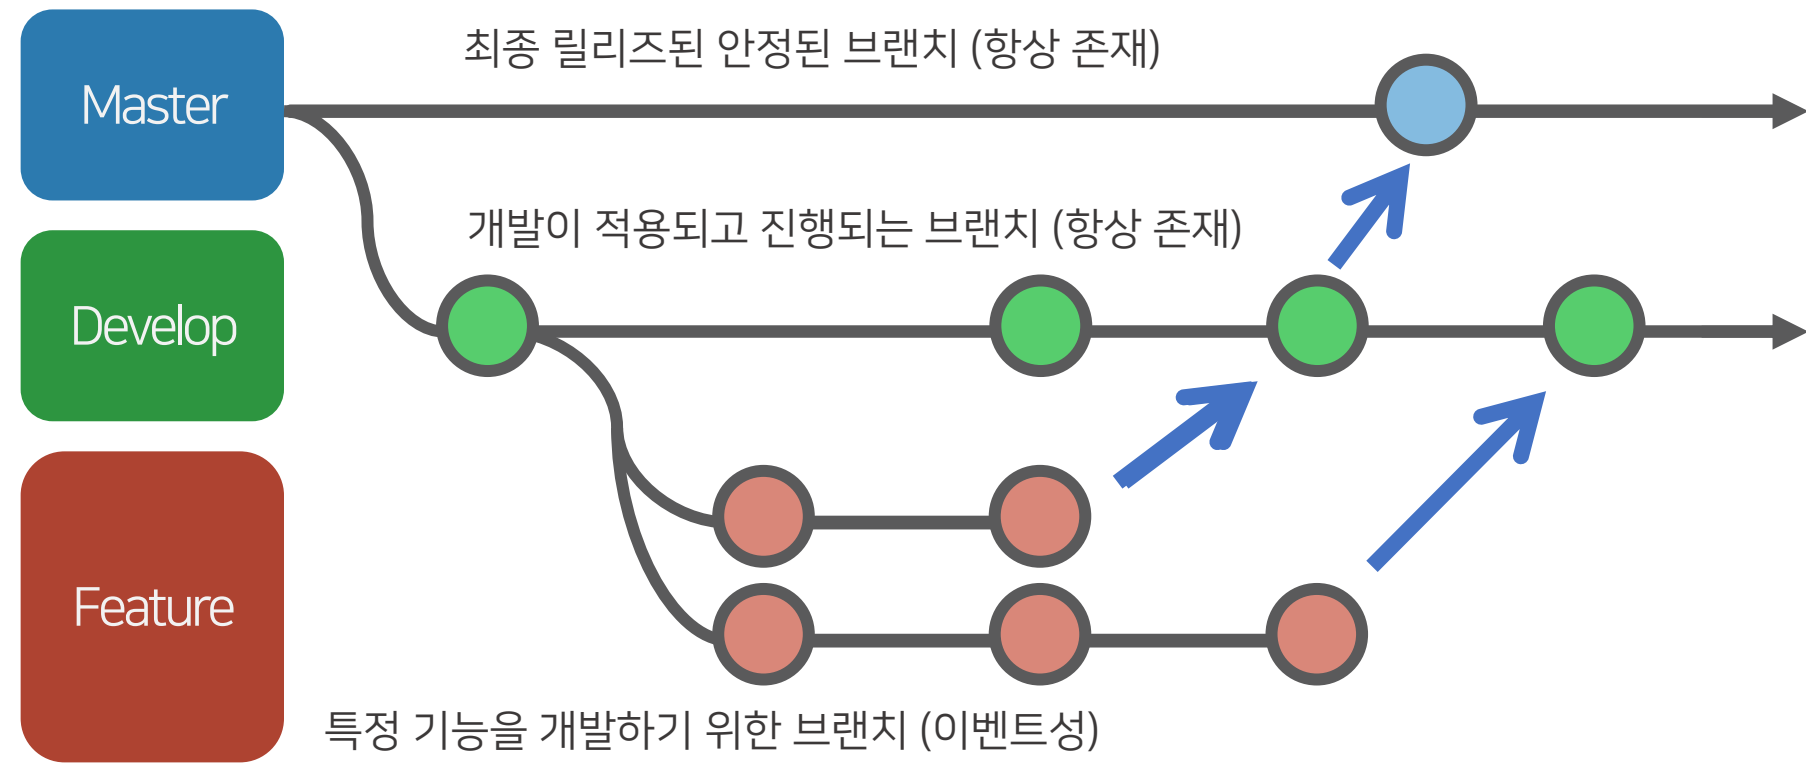 Master
최종 릴리즈된 안정된 브랜치 (항상 존재)
개발이 적용되고 진행되는 브랜치 (항상 존재)
Develop
Feature
특정 기능을 개발하기 위한 브랜치 (이벤트성)